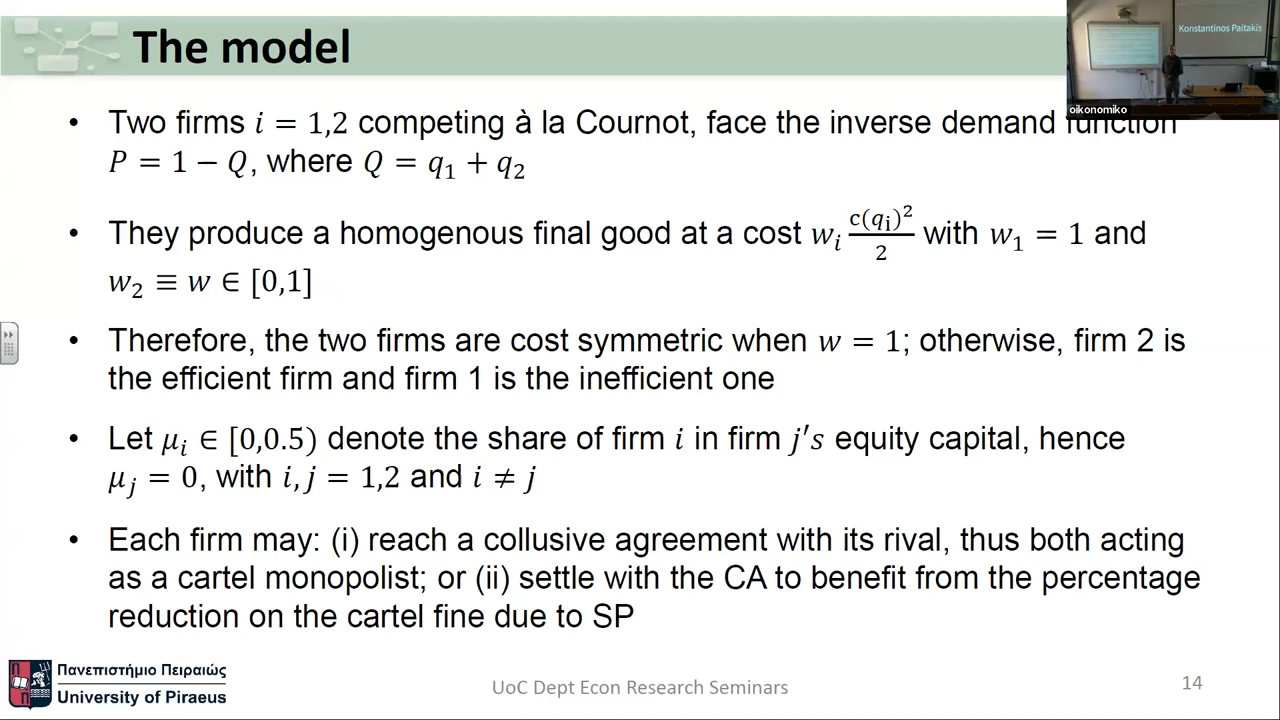 The model
Konstantinos Paitakis
oikonomiko
• Two firms 𝑖 = 1,2 competing à la Cournot, face the inverse demand function
𝑃 = 1 − 𝑄, where 𝑄 = 𝑞₁ + 𝑞₂
• They produce a homogenous final good at a cost 𝑤ᵢ c(𝑞ᵢ)²/2 with 𝑤₁ = 1 and
𝑤₂ ≡ 𝑤 ∈ [0,1]
• Therefore, the two firms are cost symmetric when 𝑤 = 1; otherwise, firm 2 is
the efficient firm and firm 1 is the inefficient one
• Let 𝜇ᵢ ∈ [0,0.5) denote the share of firm 𝑖 in firm 𝑗′𝑠 equity capital, hence
𝜇ⱼ = 0, with 𝑖, 𝑗 = 1,2 and 𝑖 ≠ 𝑗
• Each firm may: (i) reach a collusive agreement with its rival, thus both acting
as a cartel monopolist; or (ii) settle with the CA to benefit from the percentage
reduction on the cartel fine due to SP
Πανεπιστήμιο Πειραιώς
University of Piraeus
UoC Dept Econ Research Seminars
14